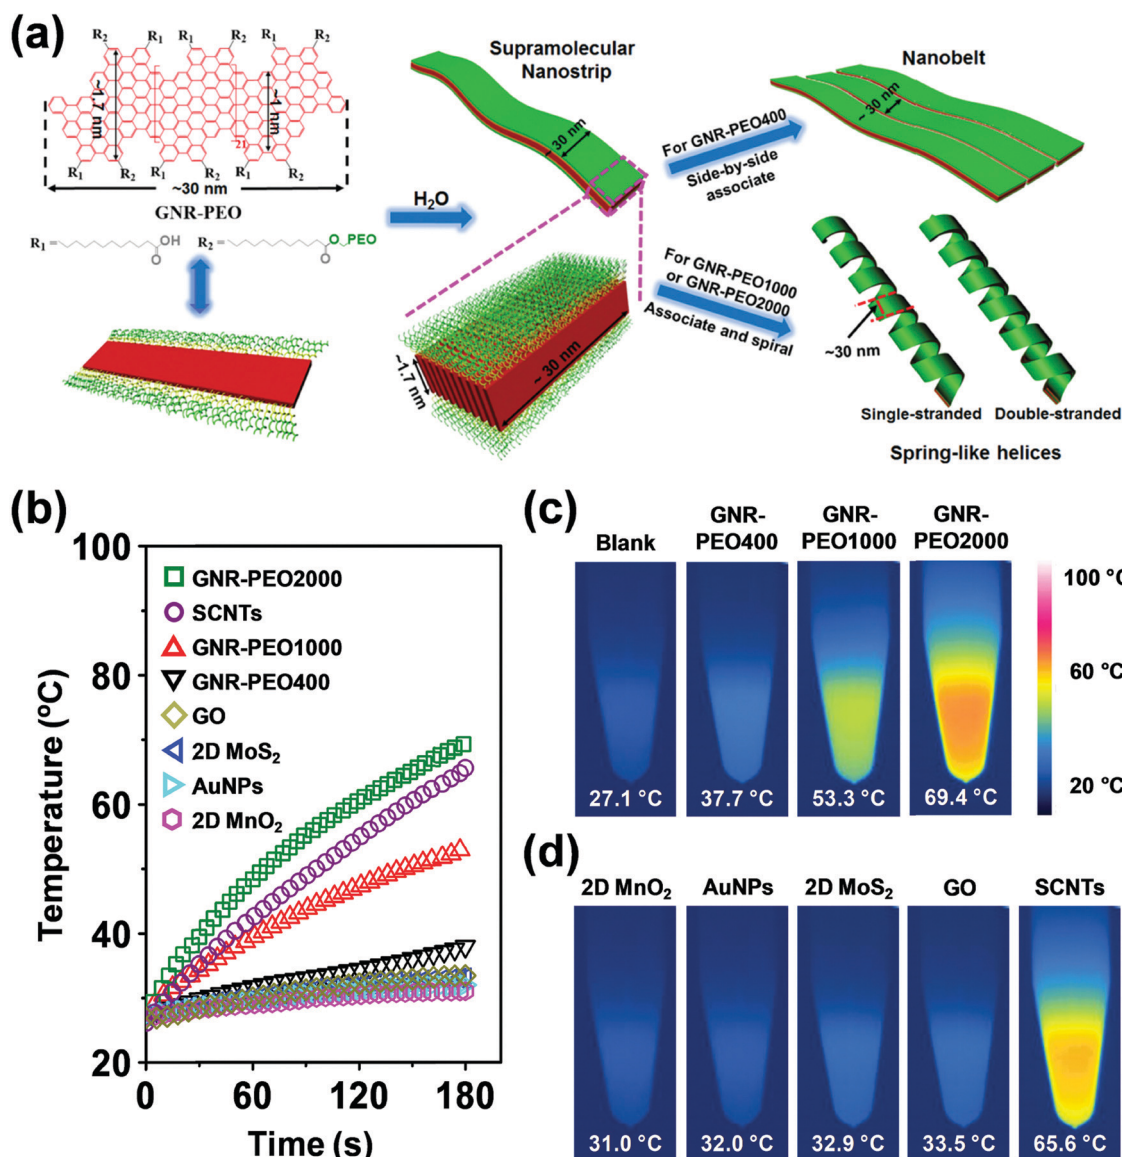 (a)
R2 R1 R1 R2 R1 R2
~1.7 nm
~1 nm
21
R1 R2 R1 R2 R1 R2
~30 nm
GNR-PEO
R1 = OH O
R2 = O PEO O
H2O
Supramolecular
Nanostrip
30 nm
~1.7 nm
~ 30 nm
For GNR-PEO400
Side-by-side
associate
Nanobelt
~ 30 nm
For GNR-PEO1000
or GNR-PEO2000
Associate and spiral
~30 nm
Single-stranded Double-stranded
Spring-like helices
(b)
Temperature (ºC)
100
80
60
40
20
GNR-PEO2000
SCNTs
GNR-PEO1000
GNR-PEO400
GO
2D MoS2
AuNPs
2D MnO2
0 60 120 180
Time (s)
(c)
Blank
GNR-
PEO400
GNR-
PEO1000
GNR-
PEO2000
27.1 °C 37.7 °C 53.3 °C 69.4 °C
100 °C
60 °C
20 °C
(d)
2D MnO2 AuNPs 2D MoS2 GO SCNTs
31.0 °C 32.0 °C 32.9 °C 33.5 °C 65.6 °C